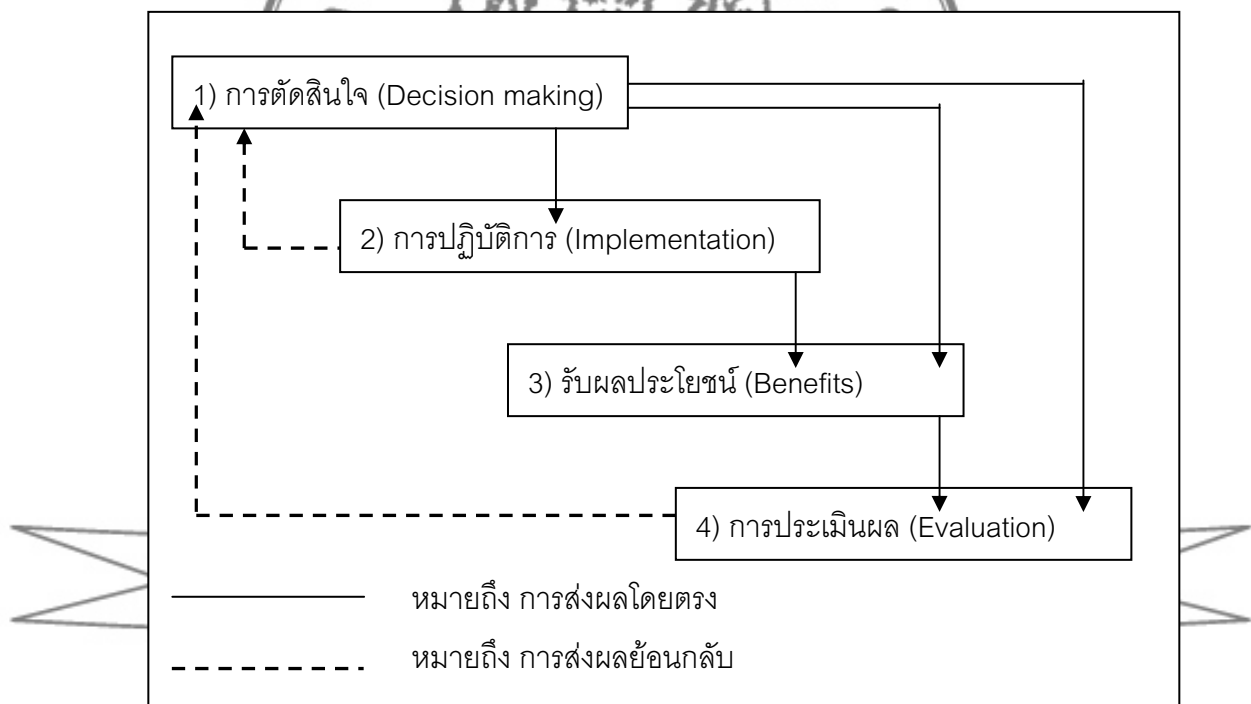 1) การตัดสินใจ (Decision making)
2) การปฏิบัติการ (Implementation)
3) รับผลประโยชน์ (Benefits)
4) การประเมินผล (Evaluation)
หมายถึง การส่งผลโดยตรง
หมายถึง การส่งผลย้อนกลับ